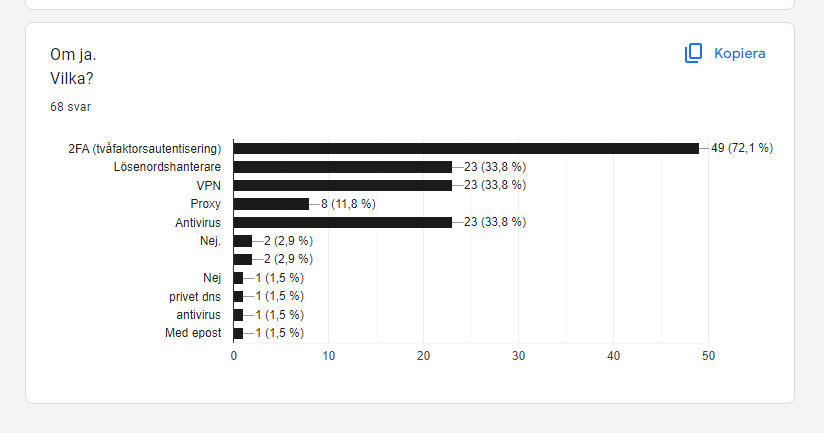 Om ja.
Vilka?
Kopiera
68 svar
2FA (tvåfaktorsautentisering) 49 (72,1 %)
Lösenordshanterare 23 (33,8 %)
VPN 23 (33,8 %)
Proxy 8 (11,8 %)
Antivirus 23 (33,8 %)
Nej. 2 (2,9 %)
2 (2,9 %)
Nej 1 (1,5 %)
privet dns 1 (1,5 %)
antivirus 1 (1,5 %)
Med epost 1 (1,5 %)
0 10 20 30 40 50